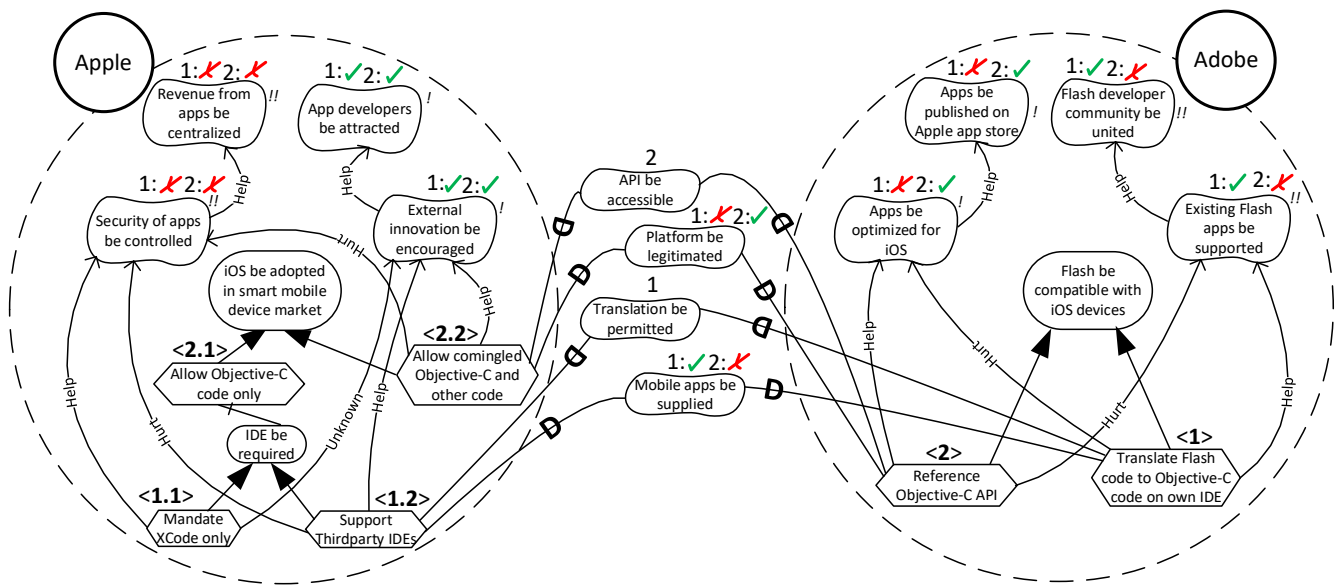 Apple
1:✗ 2:✗
Revenue from
apps be
centralized
!!
1:✓ 2:✓
App developers
be attracted
!
Help
Help
1:✗ 2:✗
!!
Security of apps
be controlled
1:✓ 2:✓
External
innovation be
encouraged
!
Hurt
iOS be adopted
in smart mobile
device market
Help
<2.1>
Allow Objective-C
code only
<2.2>
Allow comingled
Objective-C and
other code
IDE be
required
Help
Hurt
Unknown
Help
<1.1>
Mandate
XCode only
<1.2>
Support
Thirdparty IDEs
2
API be
accessible
D
D
1:✗ 2:✓
Platform be
legitimated
D
D
1
Translation be
permitted
D
D
1:✓ 2:✗
Mobile apps be
supplied
D
D
Adobe
1:✗ 2:✓
Apps be
published on
Apple app store
!
1:✓ 2:✗
Flash developer
community be
united
!!
Help
Help
1:✗ 2:✓
Apps be
optimized for
iOS
!
1:✓ 2:✗
Existing Flash
apps be
supported
!!
Flash be
compatible with
iOS devices
Help
Hurt
Hurt
Help
<2>
Reference
Objective-C API
<1>
Translate Flash
code to Objective-C
code on own IDE